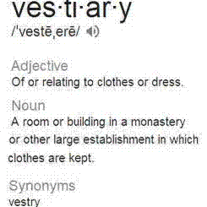 ves·ti·ar·y
/ˈvestēˌerē/
Adjective
Of or relating to clothes or dress.
Noun
A room or building in a monastery
or other large establishment in which
clothes are kept.
Synonyms
vestry